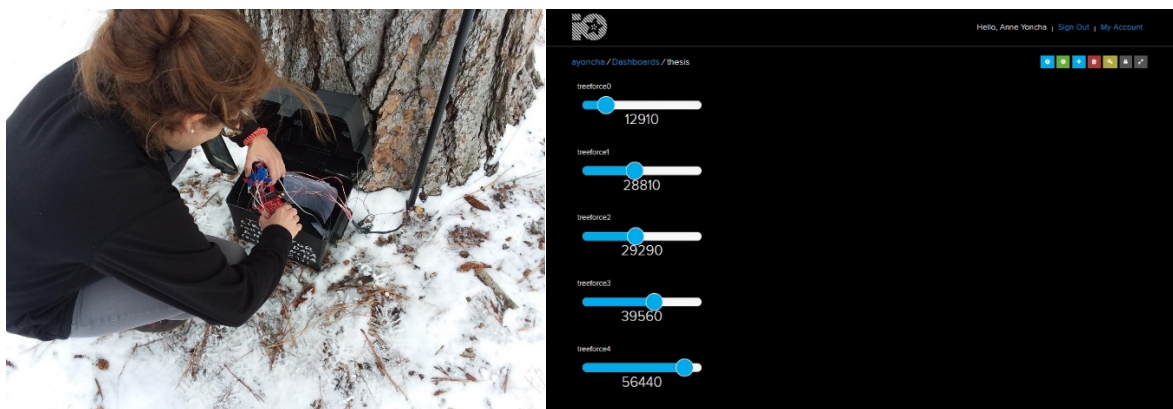 Hello, Anne Yoncha | Sign Out | My Account
ayoncha / Dashboards / thesis
treeforce0
12910
treeforce1
28810
treeforce2
29290
treeforce3
39560
treeforce4
56440